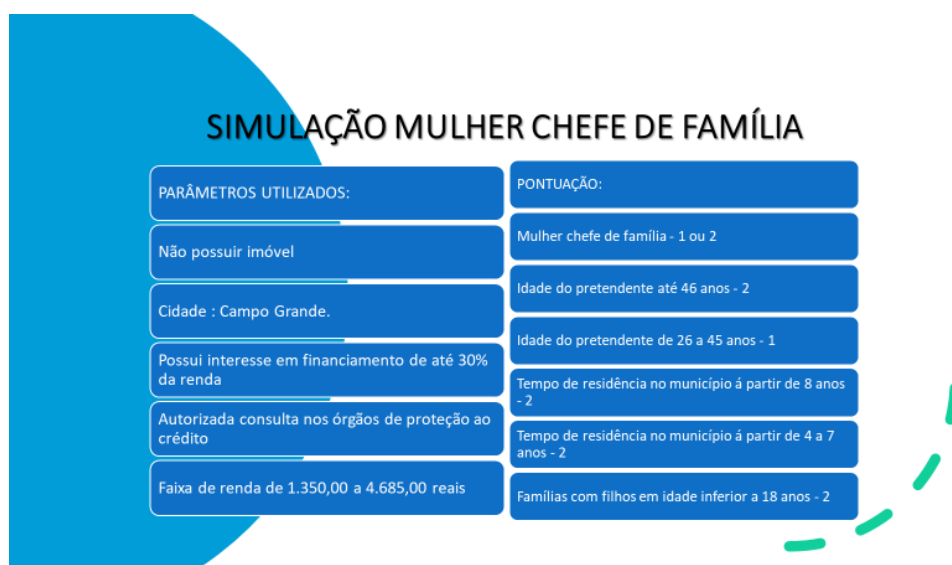 SIMULAÇÃO MULHER CHEFE DE FAMÍLIA
PARÂMETROS UTILIZADOS:
Não possuir imóvel
Cidade : Campo Grande.
Possui interesse em financiamento de até 30%
da renda
Autorizada consulta nos órgãos de proteção ao
crédito
Faixa de renda de 1.350,00 a 4.685,00 reais
PONTUAÇÃO:
Mulher chefe de família - 1 ou 2
Idade do pretendente até 46 anos - 2
Idade do pretendente de 26 a 45 anos - 1
Tempo de residência no município á partir de 8 anos
- 2
Tempo de residência no município á partir de 4 a 7
anos - 2
Famílias com filhos em idade inferior a 18 anos - 2